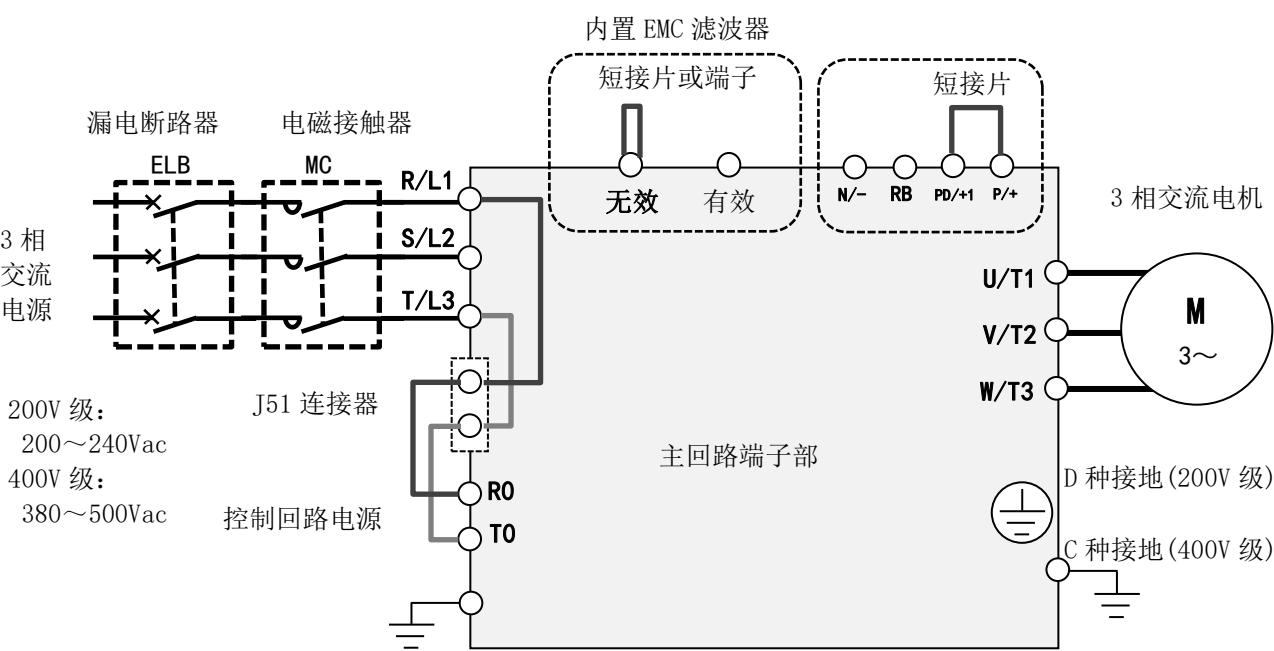 内置 EMC 滤波器
短接片或端子
短接片
漏电断路器
电磁接触器
ELB
MC
R/L1
无效
有效
N/-
RB
PD/+1
P/+
3 相交流电机
S/L2
3 相
交流
电源
T/L3
U/T1
V/T2
W/T3
M
3～
J51 连接器
200V 级:
200～240Vac
400V 级:
380～500Vac
主回路端子部
控制回路电源
R0
T0
D 种接地(200V 级)
C 种接地(400V 级)